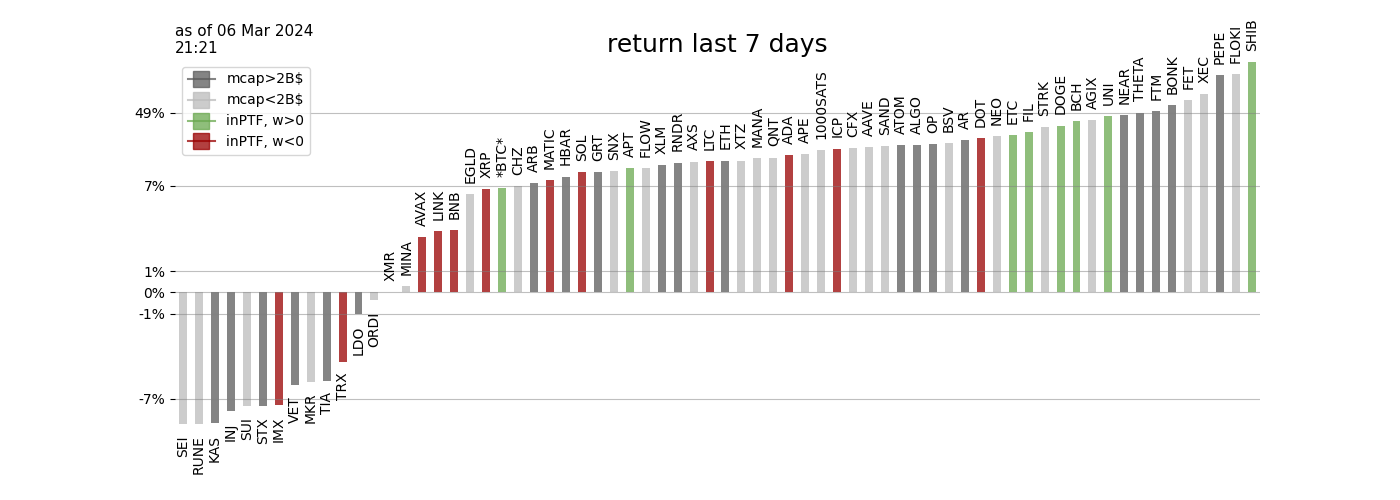 as of 06 Mar 2024
21:21
return last 7 days
mcap>2B$
mcap<2B$
inPTF, w>0
inPTF, w<0
49%
7%
1%
0%
-1%
-7%
SEI
RUNE
KAS
INJ
SUI
STX
IMX
VET
MKR
TIA
TRX
LDO
ORDI
XMR
MINA
AVAX
LINK
BNB
EGLD
XRP
*BTC*
CHZ
ARB
MATIC
HBAR
SOL
GRT
SNX
APT
FLOW
XLM
RNDR
AXS
LTC
ETH
XTZ
MANA
QNT
ADA
APE
1000SATS
ICP
CFX
AAVE
SAND
ATOM
ALGO
OP
BSV
AR
DOT
NEO
ETC
FIL
STRK
DOGE
BCH
AGIX
UNI
NEAR
THETA
FTM
BONK
FET
XEC
PEPE
FLOKI
SHIB